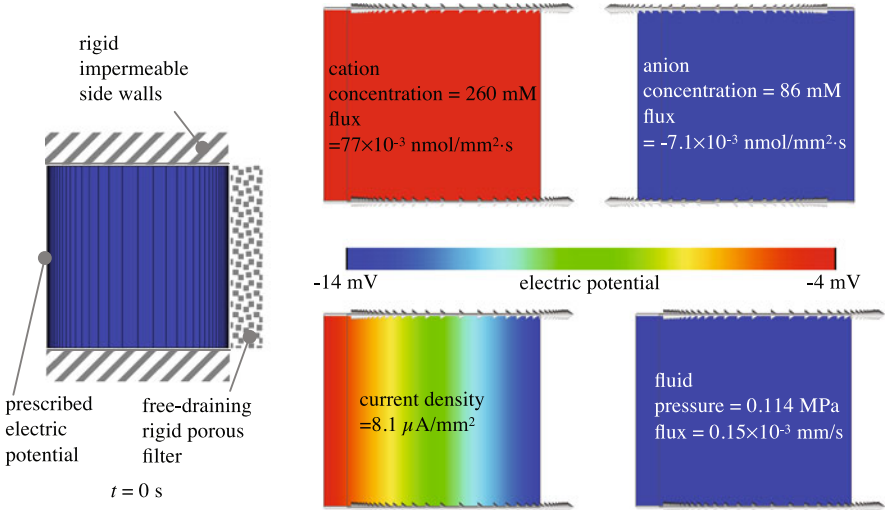 rigid
impermeable
side walls
prescribed
electric
potential
free-draining
rigid porous
filter
t = 0 s
cation
concentration = 260 mM
flux
=77×10⁻³ nmol/mm²·s
anion
concentration = 86 mM
flux
= -7.1×10⁻³ nmol/mm²·s
-14 mV
electric potential
-4 mV
current density
=8.1 μA/mm²
fluid
pressure = 0.114 MPa
flux = 0.15×10⁻³ mm/s